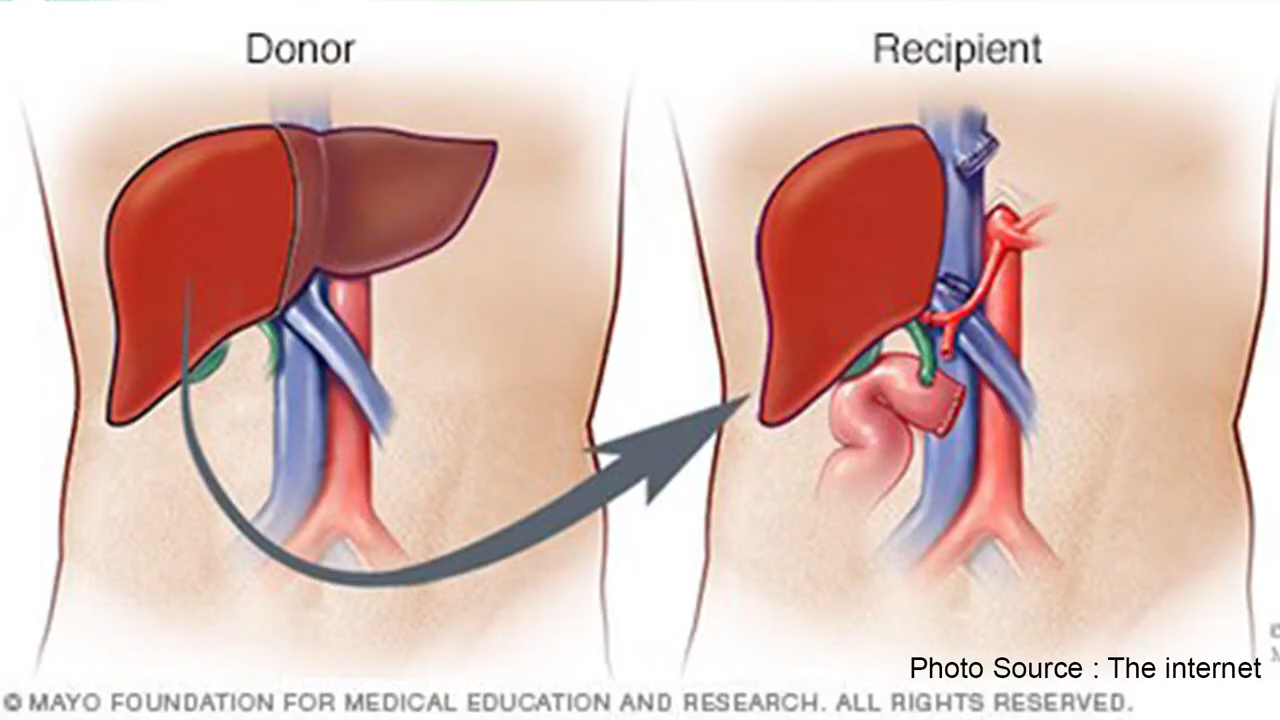 Donor
Recipient
Photo Source : The internet
© MAYO FOUNDATION FOR MEDICAL EDUCATION AND RESEARCH. ALL RIGHTS RESERVED.